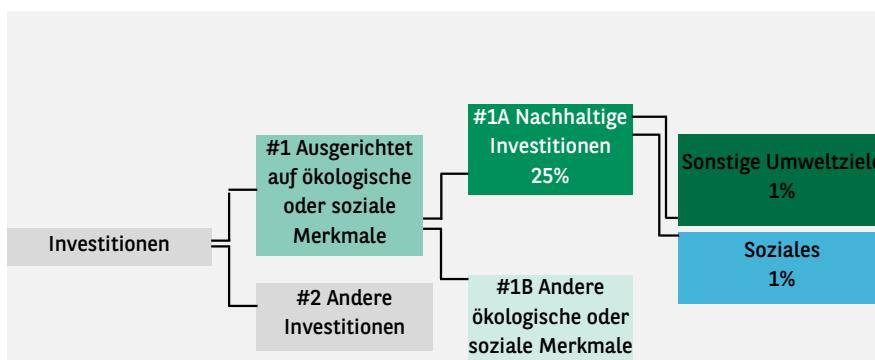 Investitionen
#1 Ausgerichtet
auf ökologische
oder soziale
Merkmale
#2 Andere
Investitionen
#1A Nachhaltige
Investitionen
25%
#1B Andere
ökologische oder
soziale Merkmale
Sonstige Umweltziele
1%
Soziales
1%